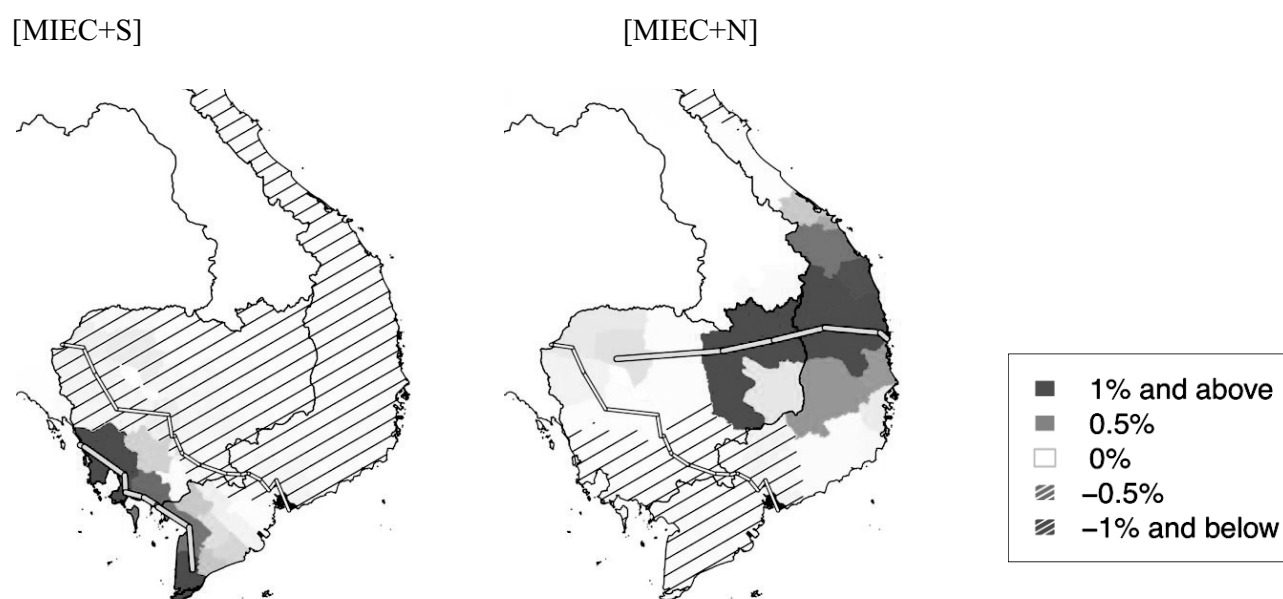 [MIEC+S]
[MIEC+N]
1% and above
0.5%
0%
−0.5%
−1% and below